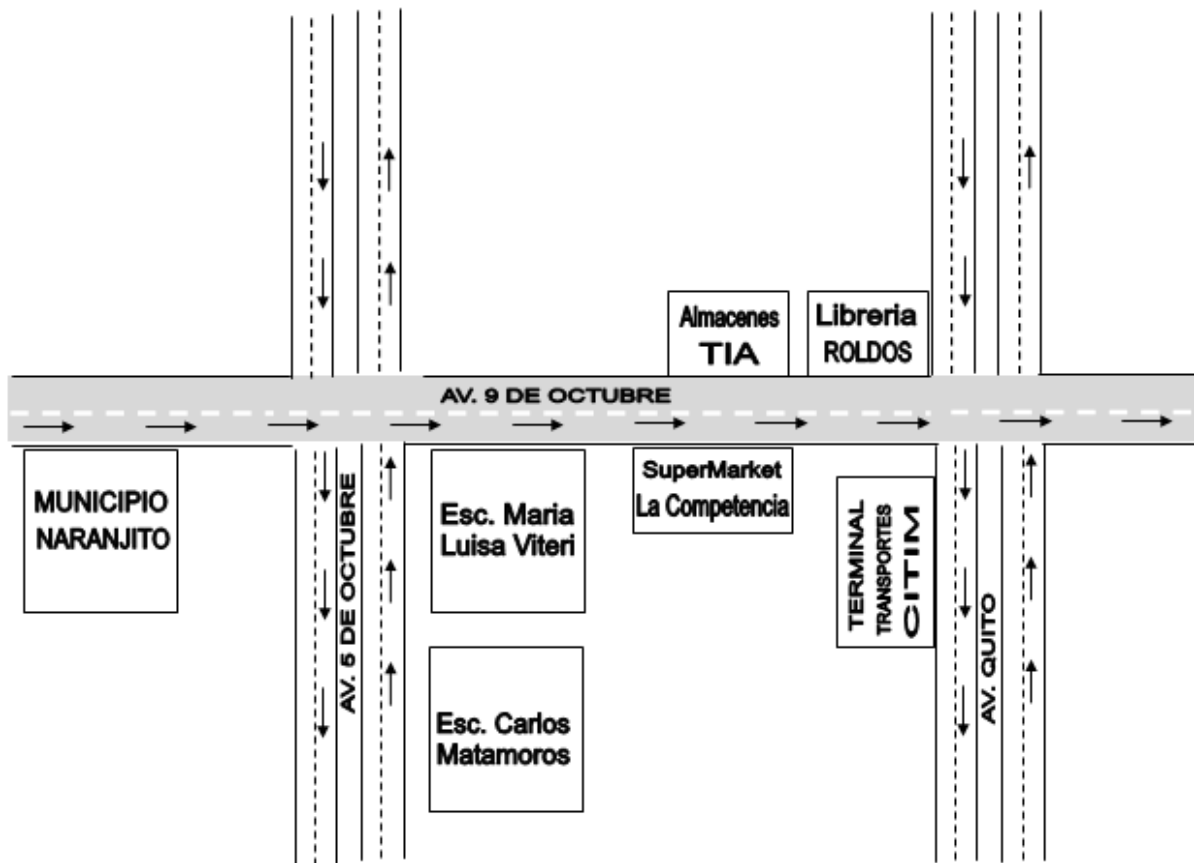 Almacenes
TIA
Libreria
ROLDOS
AV. 9 DE OCTUBRE
MUNICIPIO
NARANJITO
AV. 5 DE OCTUBRE
Esc. Maria
Luisa Viteri
SuperMarket
La Competencia
TERMINAL
TRANSPORTES
CITIM
AV. QUITO
Esc. Carlos
Matamoros